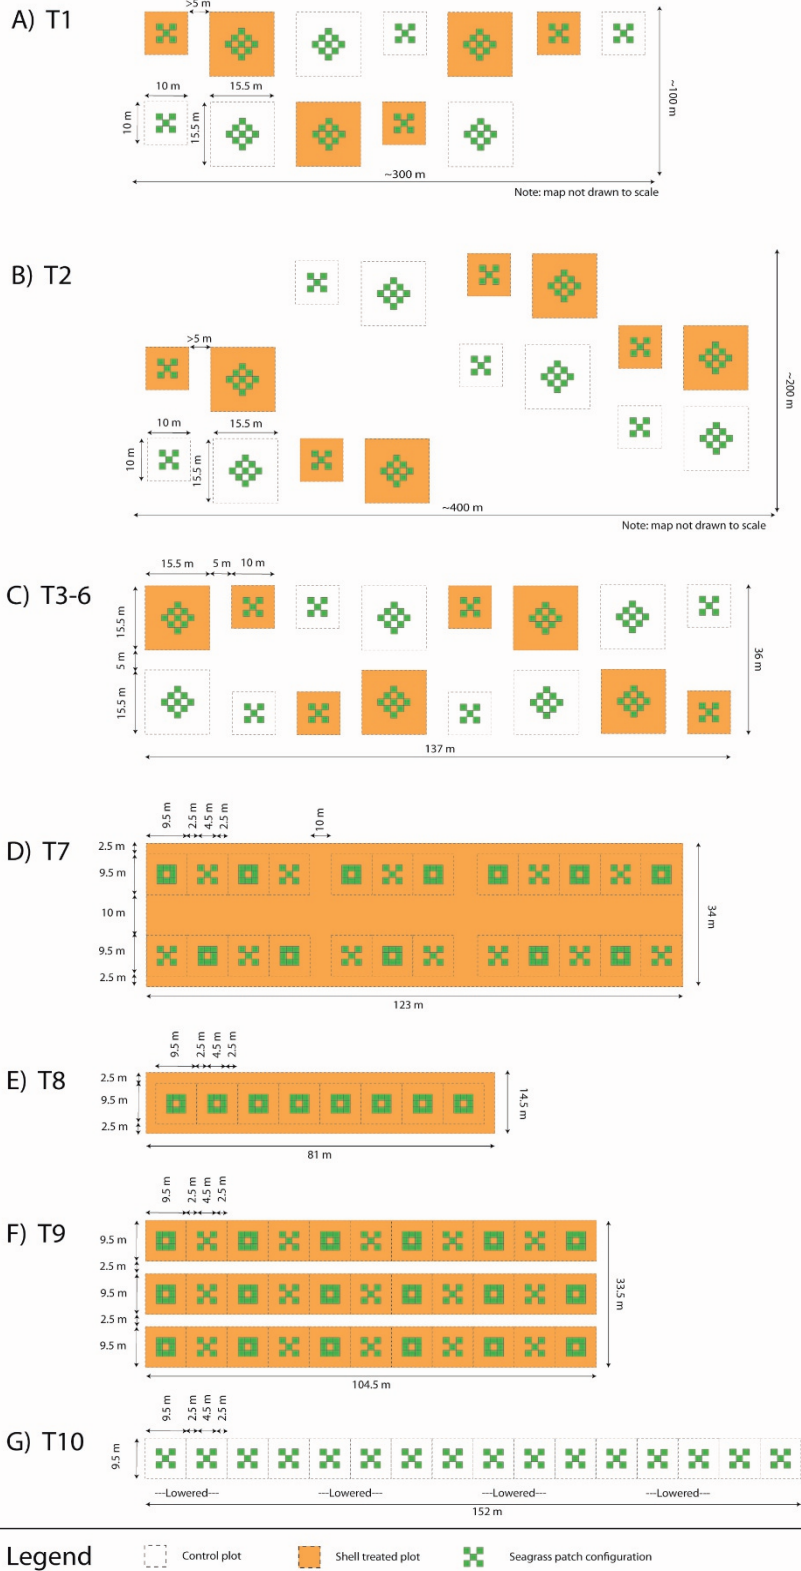 A) T1
>5 m
10 m
15.5 m
10 m
15.5 m
~100 m
~300 m
Note: map not drawn to scale
B) T2
>5 m
10 m
15.5 m
10 m
15.5 m
~200 m
~400 m
Note: map not drawn to scale
C) T3-6
15.5 m 5 m 10 m
15.5 m
5 m
15.5 m
36 m
137 m
D) T7
9.5 m 2.5 m 4.5 m 2.5 m 10 m
2.5 m
9.5 m
10 m
9.5 m
2.5 m
34 m
123 m
E) T8
9.5 m 2.5 m 4.5 m 2.5 m
2.5 m
9.5 m
2.5 m
14.5 m
81 m
F) T9
9.5 m 2.5 m 4.5 m 2.5 m
9.5 m
2.5 m
9.5 m
2.5 m
9.5 m
33.5 m
104.5 m
G) T10
9.5 m 2.5 m 4.5 m 2.5 m
9.5 m
---Lowered--- ---Lowered--- ---Lowered--- ---Lowered---
152 m
Legend Control plot Shell treated plot Seagrass patch configuration